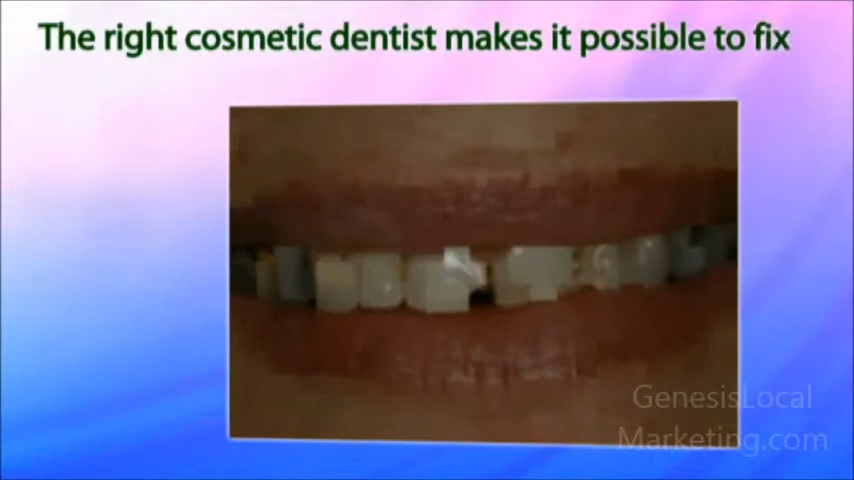 The right cosmetic dentist makes it possible to fix
GenesisLocal
Marketing.com